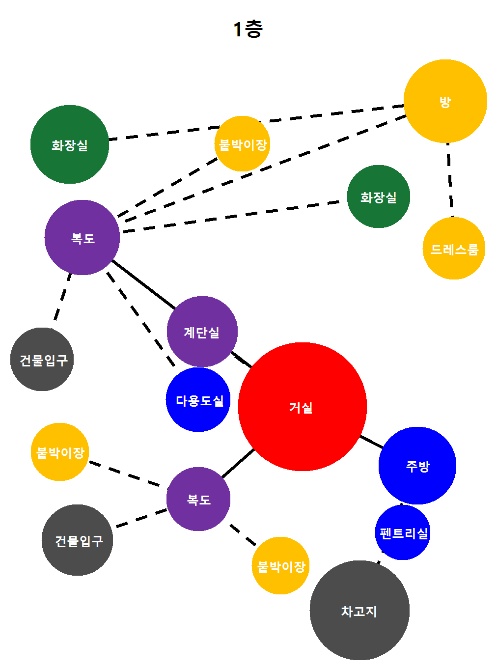 1층
방
화장실
붙박이장
화장실
복도
드레스룸
계단실
건물입구
다용도실
거실
붙박이장
주방
복도
펜트리실
건물입구
붙박이장
차고지